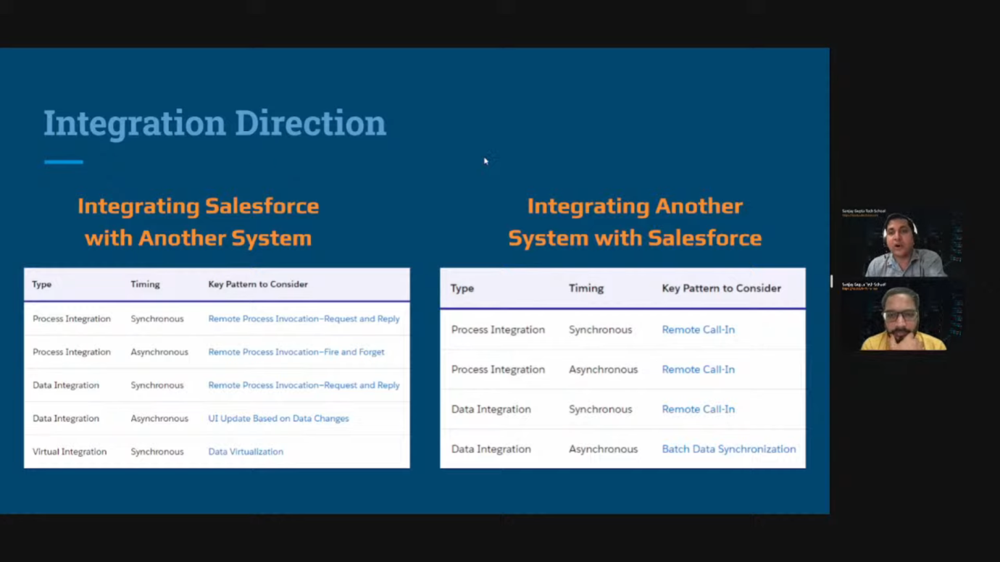 Integration Direction
Integrating Salesforce
with Another System
Type Timing Key Pattern to Consider
Process Integration Synchronous Remote Process Invocation—Request and Reply
Process Integration Asynchronous Remote Process Invocation—Fire and Forget
Data Integration Synchronous Remote Process Invocation—Request and Reply
Data Integration Asynchronous UI Update Based on Data Changes
Virtual Integration Synchronous Data Virtualization
Integrating Another
System with Salesforce
Type Timing Key Pattern to Consider
Process Integration Synchronous Remote Call-In
Process Integration Asynchronous Remote Call-In
Data Integration Synchronous Remote Call-In
Data Integration Asynchronous Batch Data Synchronization
Sanjay Gupta Tech School
Sanjay Gupta Tech School